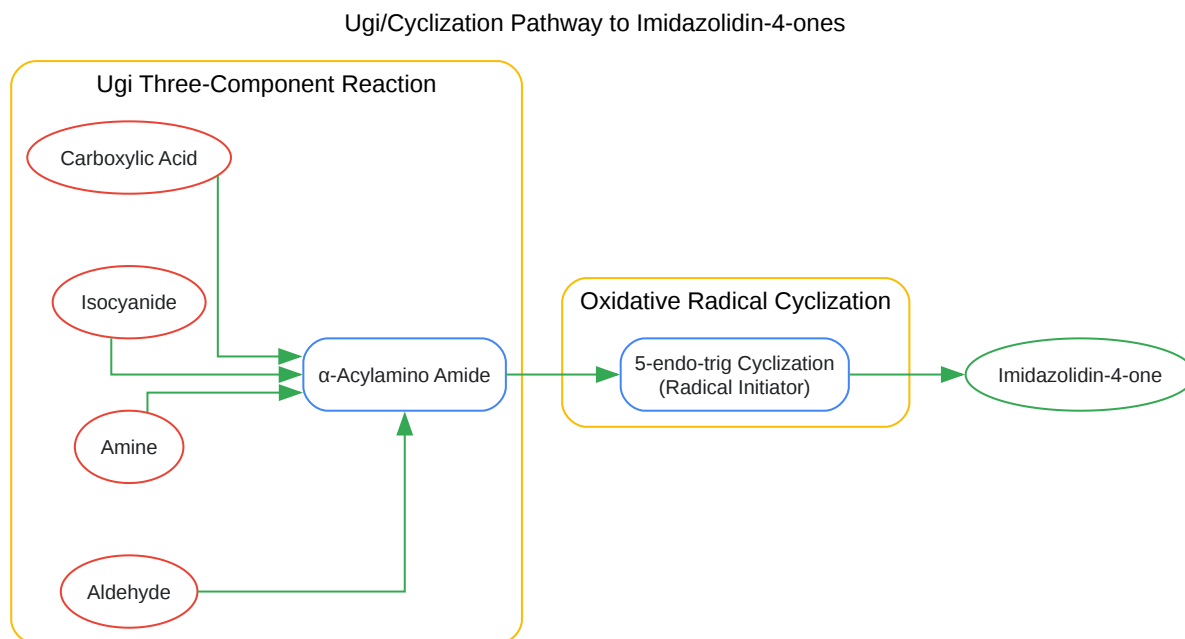 Ugi/Cyclization Pathway to Imidazolidin-4-ones
Ugi Three-Component Reaction
Carboxylic Acid
Isocyanide
Amine
Aldehyde
α-Acylamino Amide
Oxidative Radical Cyclization
5-endo-trig Cyclization
(Radical Initiator)
Imidazolidin-4-one